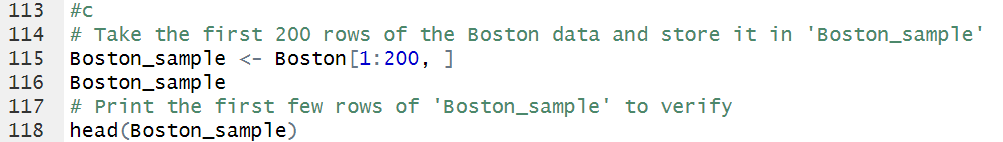 113 #c
114 # Take the first 200 rows of the Boston data and store it in 'Boston_sample'
115 Boston_sample <- Boston[1:200, ]
116 Boston_sample
117 # Print the first few rows of 'Boston_sample' to verify
118 head(Boston_sample)